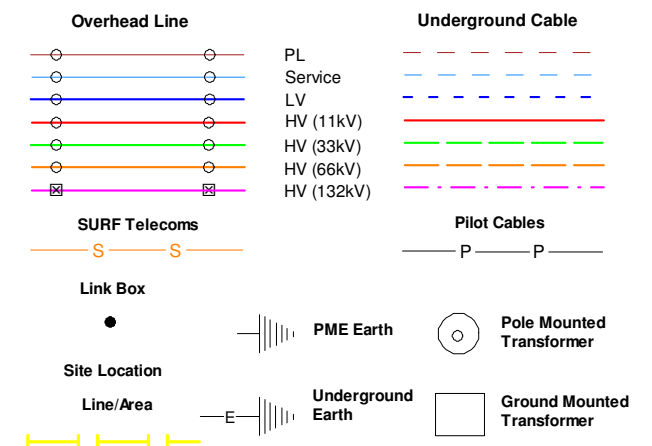 Overhead Line
Underground Cable
PL
Service
LV
HV (11kV)
HV (33kV)
HV (66kV)
HV (132kV)
SURF Telecoms
S S
Pilot Cables
P P
Link Box
PME Earth
Pole Mounted
Transformer
Site Location
Line/Area
E
Underground
Earth
Ground Mounted
Transformer